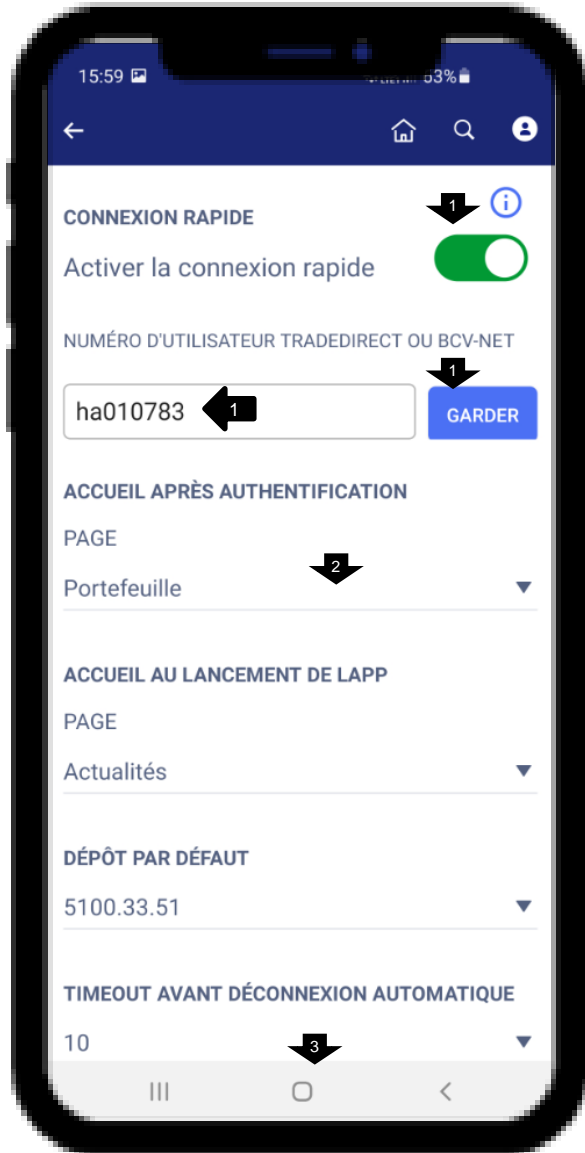 15:59 63%
1
CONNEXION RAPIDE
Activer la connexion rapide
NUMÉRO D'UTILISATEUR TRADEDIRECT OU BCV-NET
1
ha010783 1 GARDER
ACCUEIL APRÈS AUTHENTIFICATION
PAGE
2
Portefeuille
ACCUEIL AU LANCEMENT DE LAPP
PAGE
Actualités
DÉPÔT PAR DÉFAUT
5100.33.51
TIMEOUT AVANT DÉCONNEXION AUTOMATIQUE
10
3